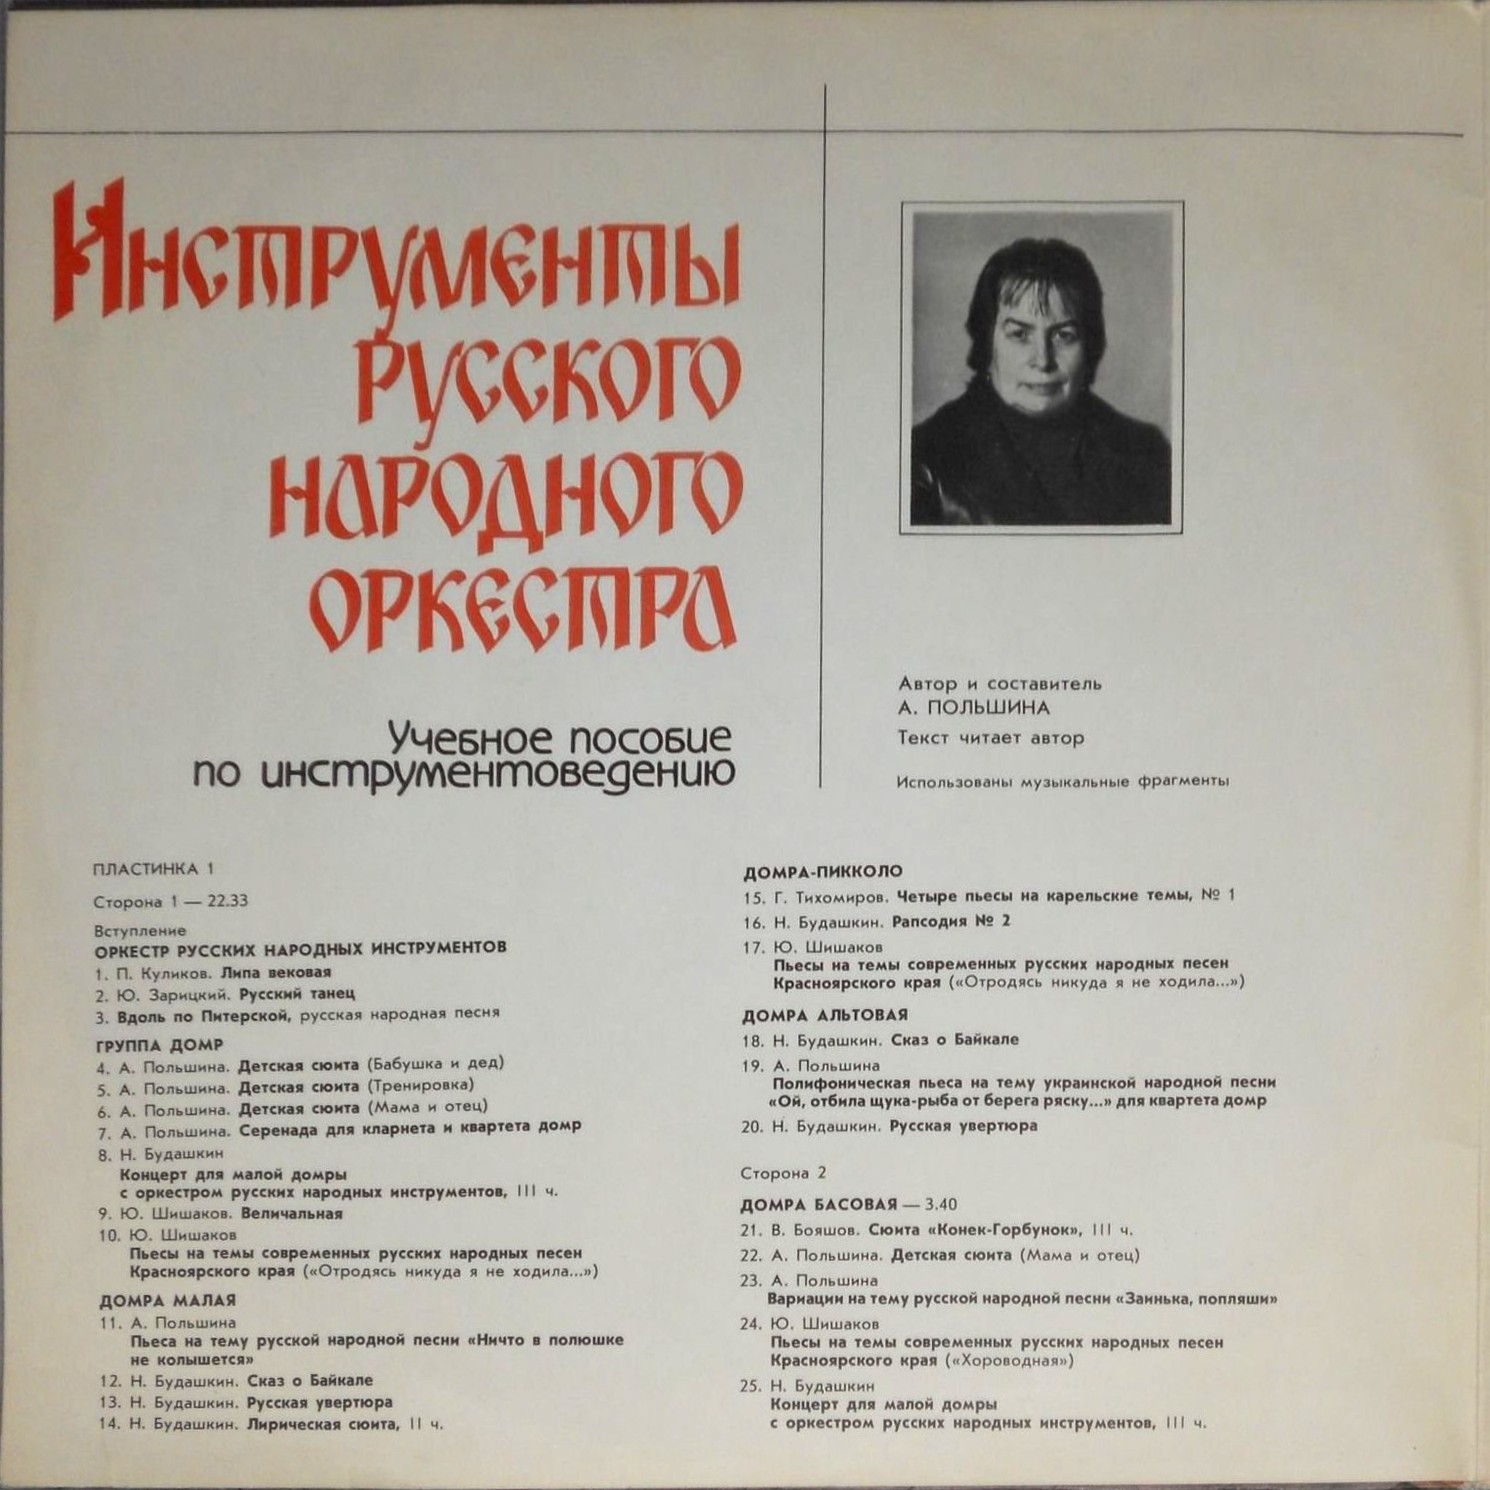 Инструменты
русского
народного
оркестра
Учебное пособие
по инструментоведению
Автор и составитель
А. ПОЛЬШИНА
Текст читает автор
Использованы музыкальные фрагменты
ПЛАСТИНКА 1
Сторона 1 — 22.33
Вступление
ОРКЕСТР РУССКИХ НАРОДНЫХ ИНСТРУМЕНТОВ
1. П. Куликов. Липа вековая
2. Ю. Зарицкий. Русский танец
3. Вдоль по Питерской, русская народная песня
ГРУППА ДОМР
4. А. Польшина. Детская сюита (Бабушка и дед)
5. А. Польшина. Детская сюита (Тренировка)
6. А. Польшина. Детская сюита (Мама и отец)
7. А. Польшина. Серенада для кларнета и квартета домр
8. Н. Будашкин
Концерт для малой домры
с оркестром русских народных инструментов, III ч.
9. Ю. Шишаков. Величальная
10. Ю. Шишаков
Пьесы на темы современных русских народных песен
Красноярского края («Отродясь никуда я не ходила...»)
ДОМРА МАЛАЯ
11. А. Польшина
Пьеса на тему русской народной песни «Ничто в полюшке
не колышется»
12. Н. Будашкин. Сказ о Байкале
13. Н. Будашкин. Русская увертюра
14. Н. Будашкин. Лирическая сюита, II ч.
ДОМРА-ПИККОЛО
15. Г. Тихомиров. Четыре пьесы на карельские темы, № 1
16. Н. Будашкин. Рапсодия № 2
17. Ю. Шишаков
Пьесы на темы современных русских народных песен
Красноярского края («Отродясь никуда я не ходила...»)
ДОМРА АЛЬТОВАЯ
18. Н. Будашкин. Сказ о Байкале
19. А. Польшина
Полифоническая пьеса на тему украинской народной песни
«Ой, отбила щука-рыба от берега ряску...» для квартета домр
20. Н. Будашкин. Русская увертюра
Сторона 2
ДОМРА БАСОВАЯ — 3.40
21. В. Бояшов. Сюита «Конек-Горбунок», III ч.
22. А. Польшина. Детская сюита (Мама и отец)
23. А. Польшина
Вариации на тему русской народной песни «Заинька, попляши»
24. Ю. Шишаков
Пьесы на темы современных русских народных песен
Красноярского края («Хороводная»)
25. Н. Будашкин
Концерт для малой домры
с оркестром русских народных инструментов, III ч.